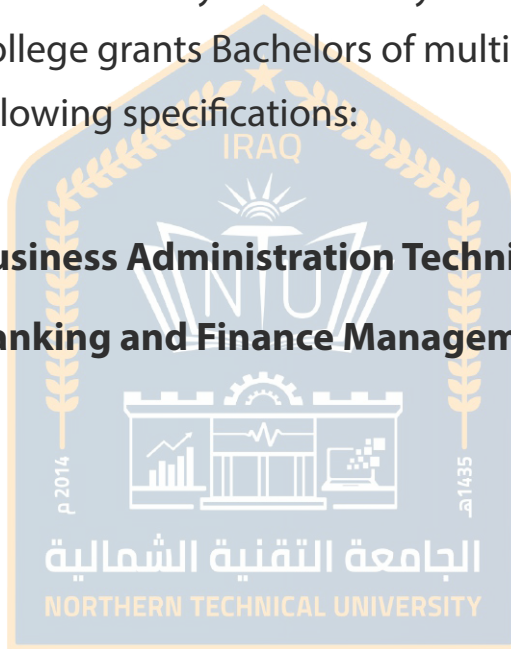 ollege grants Bachelors of multi
lowing specifications:
IRAQ
usiness Administration Techni
NTU
anking and Finance Managem
2014 م
1435هـ
الجامعة التقنية الشمالية
NORTHERN TECHNICAL UNIVERSITY